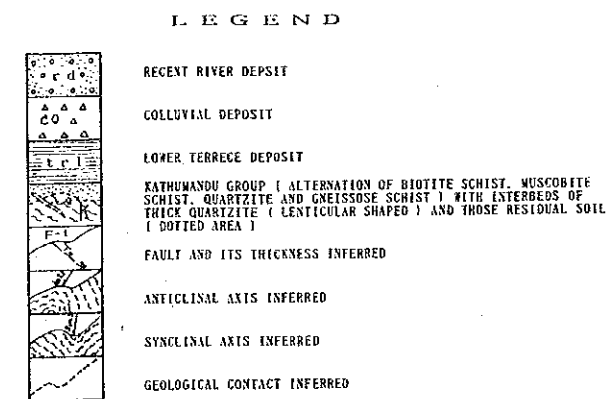 LEGEND
rd
RECENT RIVER DEPSIT
co
COLLUVIAL DEPOSIT
trl
LOWER TERRECE DEPOSIT
K
KATHUMANDU GROUP ( ALTERNATION OF BIOTITE SCHIST. MUSCOBITE
SCHIST. QUARTZITE AND GNEISSOSE SCHIST ) WITH INTERBEDS OF
THICK QUARTZITE ( LENTICULAR SHAPED ) AND THOSE RESIDUAL SOIL
( DOTTED AREA )
F-1
FAULT AND ITS THICKNESS INFERRED
ANTICLINAL AXIS INFERRED
SYNCLINAL AXIS INFERRED
GEOLOGICAL CONTACT INFERRED